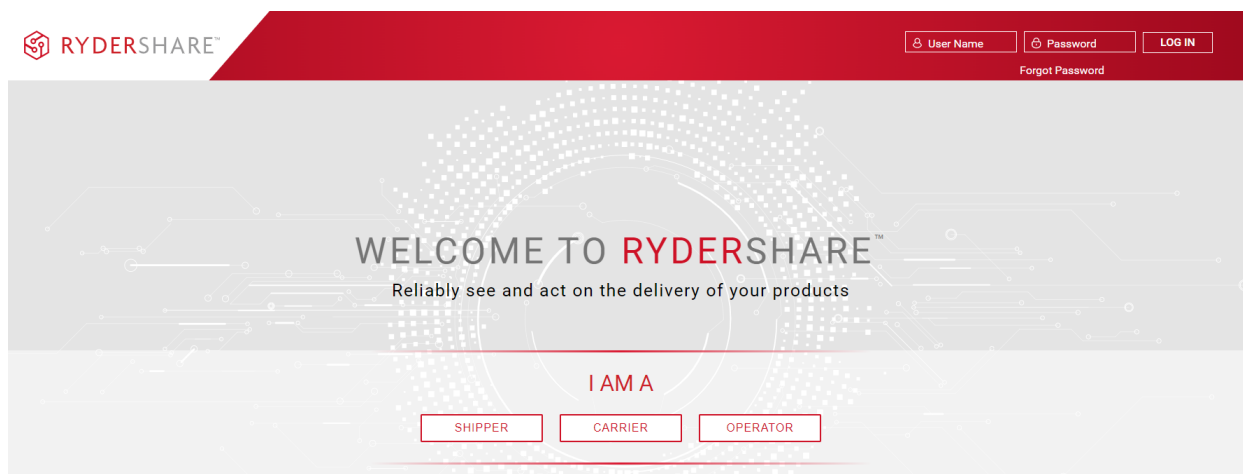 RYDERSHARE™
User Name Password LOG IN
Forgot Password
WELCOME TO RYDERSHARE™
Reliably see and act on the delivery of your products
I AM A
SHIPPER CARRIER OPERATOR